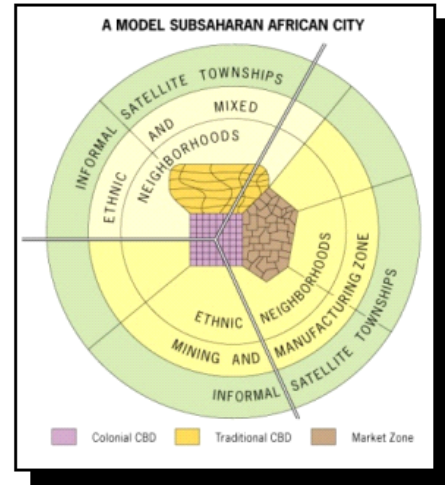 A MODEL SUBSAHARAN AFRICAN CITY
INFORMAL SATELLITE TOWNSHIPS
ETHNIC AND MIXED
NEIGHBORHOODS
ETHNIC NEIGHBORHOODS
MINING AND MANUFACTURING ZONE
INFORMAL SATELLITE TOWNSHIPS
Colonial CBD
Traditional CBD
Market Zone